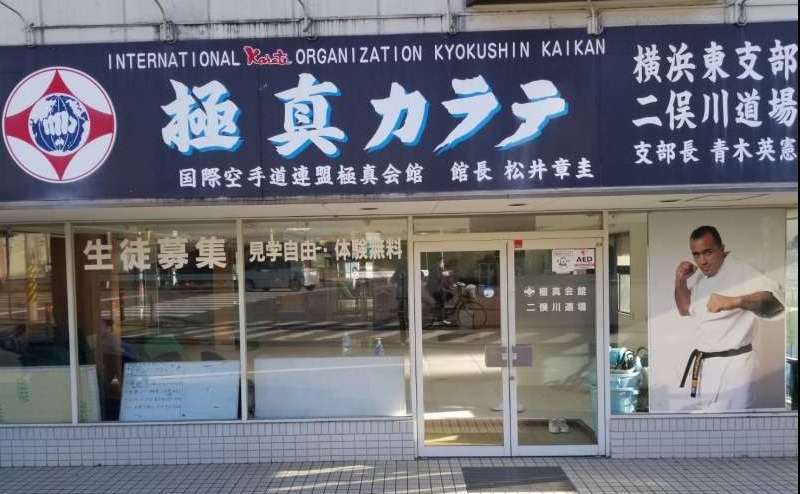 INTERNATIONAL Karate ORGANIZATION KYOKUSHIN KAIKAN
極真カラテ
国際空手道連盟極真会館 館長 松井章圭
横浜東支部
二俣川道場
支部長 青木英憲
生徒募集
見学自由・体験無料
AED
極真会館
二俣川道場